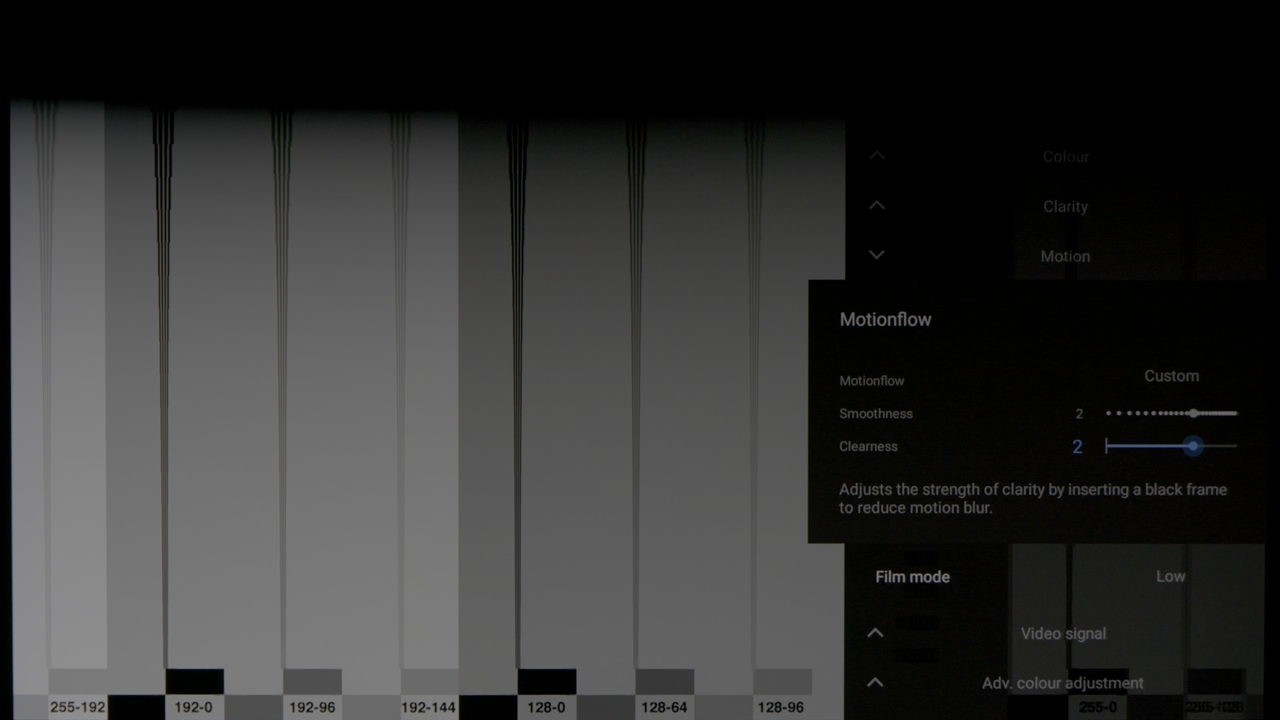 Colour
Clarity
Motion
Motionflow
Motionflow Custom
Smoothness 2
Clearness 2
Adjusts the strength of clarity by inserting a black frame
to reduce motion blur.
Film mode Low
Video signal
Adv. colour adjustment
255-192 192-0 192-96 192-144 128-0 128-64 128-96 255-0